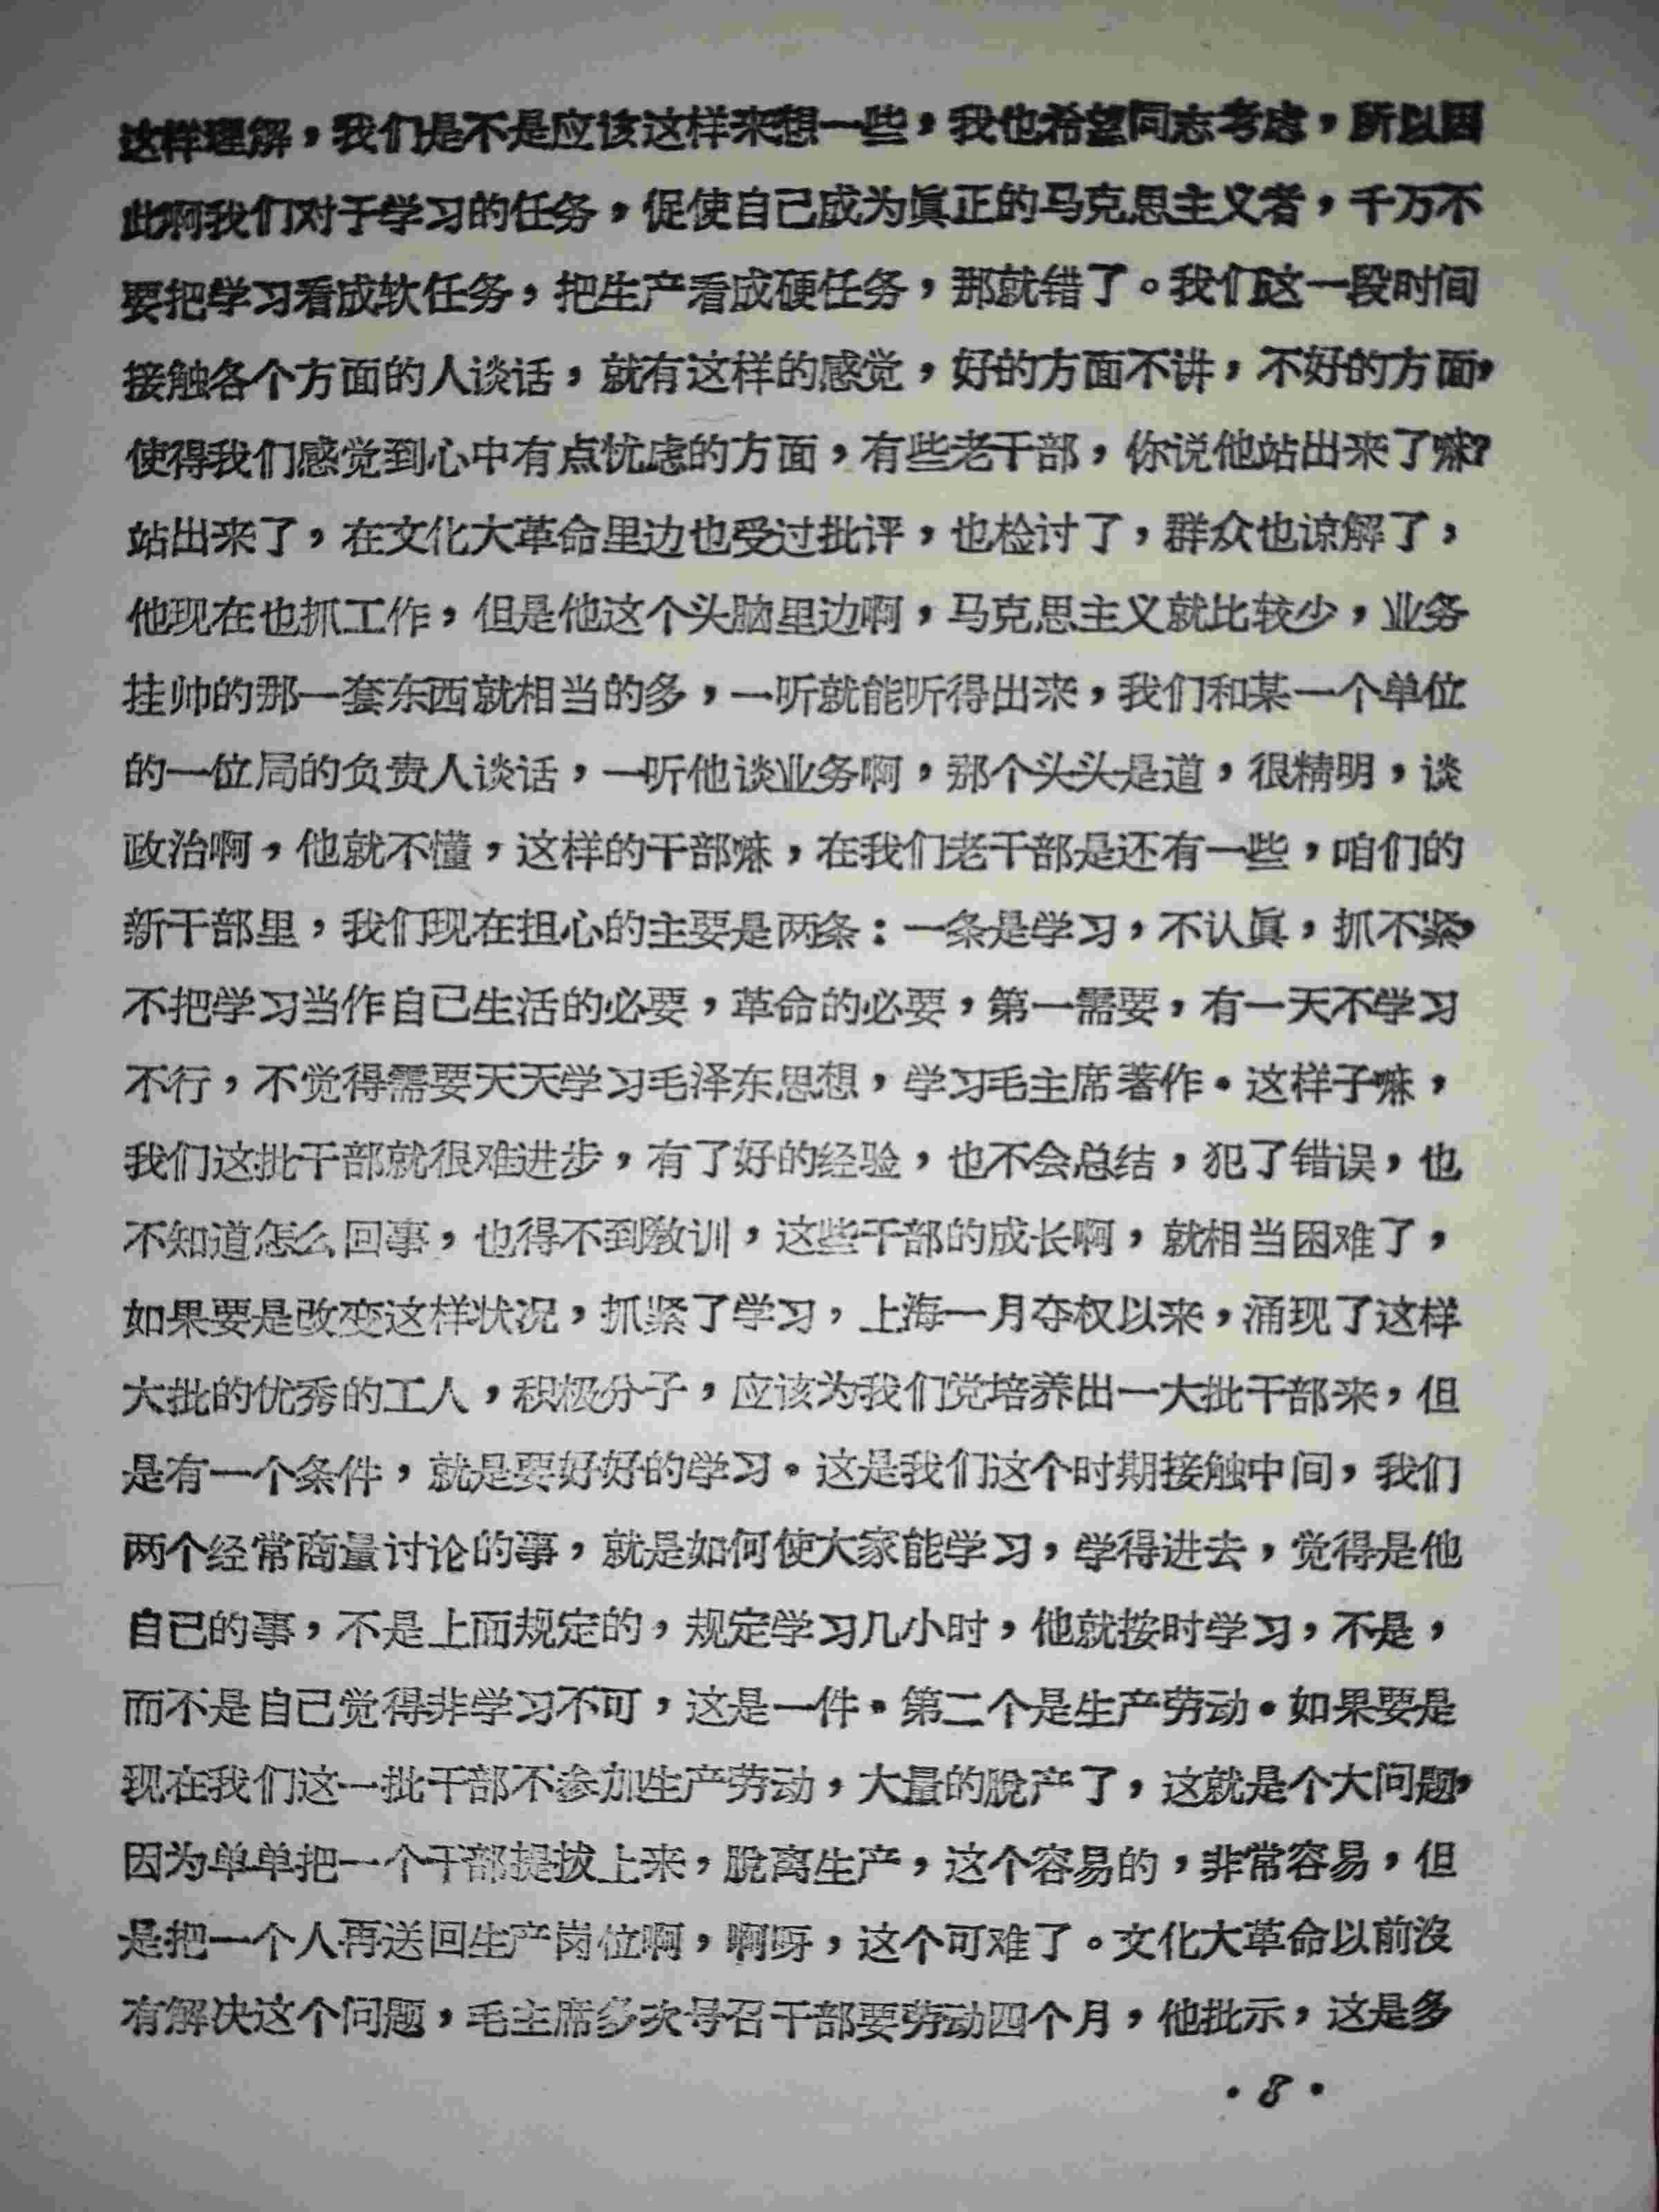 这样理解，我们是不是应该这样来想一些，我也希望同志考虑，所以因
此啊我们对于学习的任务，促使自己成为眞正的马克思主义者，千万不
要把学习看成软任务，把生产看成硬任务，那就错了。我们这一段时间
接触各个方面的人谈话，就有这样的感觉，好的方面不讲，不好的方面，
使得我们感觉到心中有点忧虑的方面，有些老干部，你说他站出来了嘛？
站出来了，在文化大革命里边也受过批评，也检讨了，群众也谅解了，
他现在也抓工作，但是他这个头脑里边啊，马克思主义就比较少，业务
挂帅的那一套东西就相当的多，一听就能听得出来，我们和某一个单位
的一位局的负责人谈话，一听他谈业务啊，那个头头是道，很精明，谈
政治啊，他就不懂，这样的干部嘛，在我们老干部是还有一些，咱们的
新干部里，我们现在担心的主要是两条：一条是学习，不认眞，抓不紧，
不把学习当作自己生活的必要，革命的必要，第一需要，有一天不学习
不行，不觉得需要天天学习毛泽东思想，学习毛主席著作。这样子嘛，
我们这批干部就很难进步，有了好的经验，也不会总结，犯了错误，也
不知道怎么回事，也得不到教训，这些干部的成长啊，就相当困难了，
如果要是改变这样状况，抓紧了学习，上海一月夺权以来，涌现了这样
大批的优秀的工人，积极分子，应该为我们党培养出一大批干部来，但
是有一个条件，就是要好好的学习。这是我们这个时期接触中间，我们
两个经常商量讨论的事，就是如何使大家能学习，学得进去，觉得是他
自己的事，不是上面规定的，规定学习几小时，他就按时学习，不是，
而不是自己觉得非学习不可，这是一件。第二个是生产劳动。如果要是
现在我们这一批干部不参加生产劳动，大量的脫产了，这就是个大问题，
因为单单把一个干部提拔上来，脫离生产，这个容易的，非常容易，但
是把一个人再送回生产岗位啊，啊呀，这个可难了。文化大革命以前沒
有解决这个问题，毛主席多次号召干部要劳动四个月，他批示，这是多
·8·